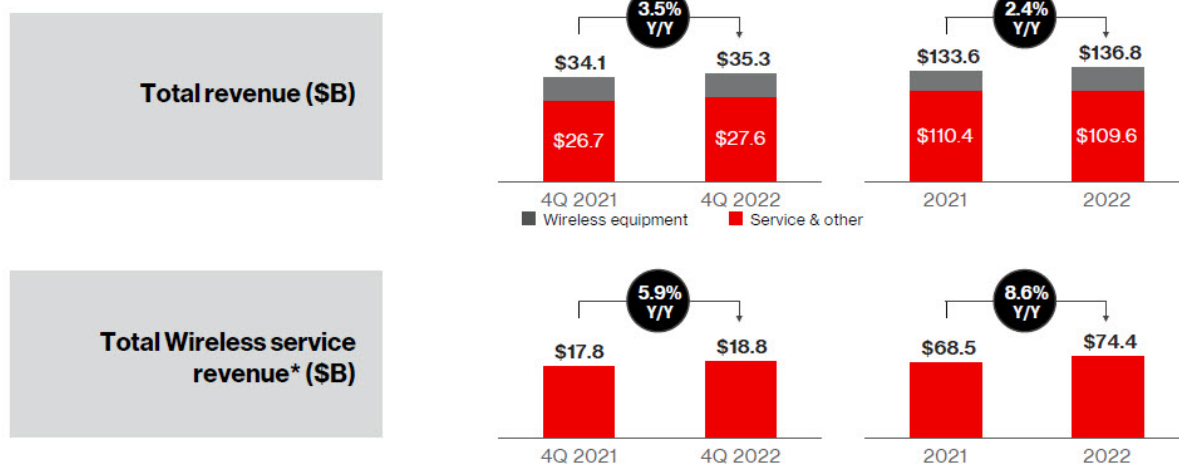 3.5%
Y/Y
2.4%
Y/Y
Total revenue ($B)
$34.1
$35.3
$133.6
$136.8
$26.7
$27.6
$110.4
$109.6
4Q 2021
4Q 2022
2021
2022
Wireless equipment
Service & other
5.9%
Y/Y
8.6%
Y/Y
Total Wireless service
revenue* ($B)
$17.8
$18.8
$68.5
$74.4
4Q 2021
4Q 2022
2021
2022